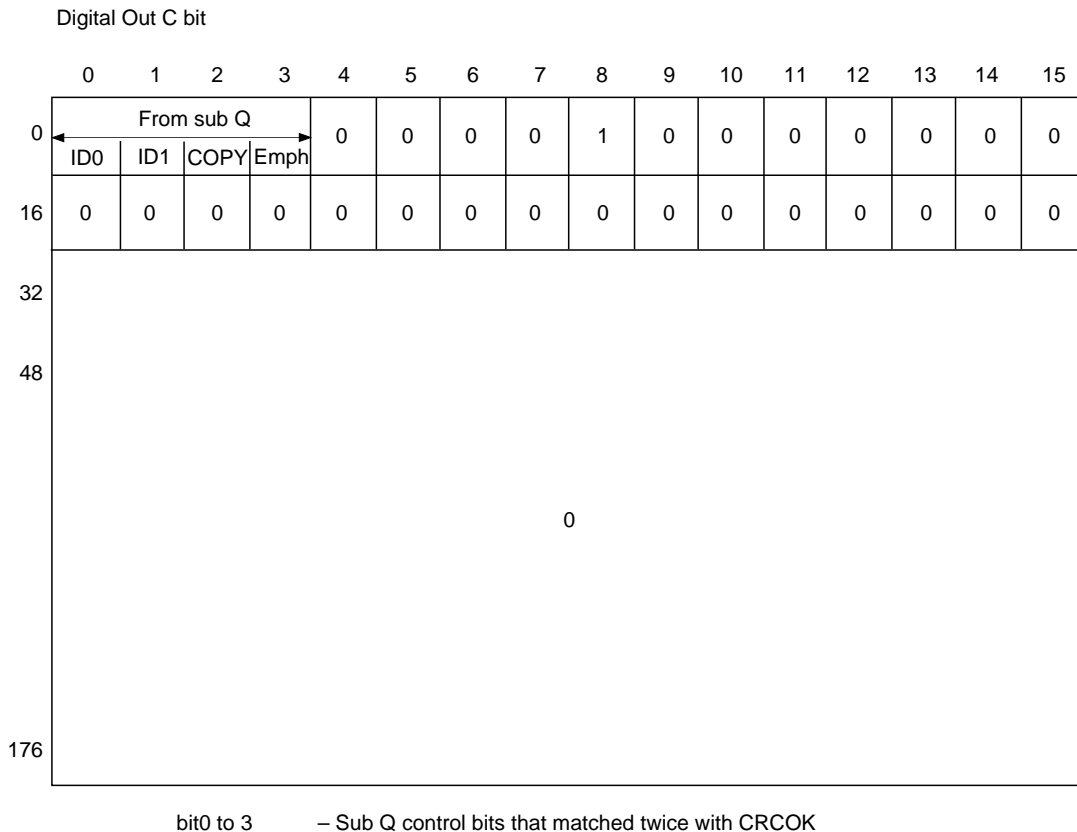 Digital Out C bit
0 1 2 3 4 5 6 7 8 9 10 11 12 13 14 15
0 From sub Q 0 0 0 0 1 0 0 0 0 0 0 0
ID0 ID1 COPY Emph
16 0 0 0 0 0 0 0 0 0 0 0 0 0 0 0 0
32
48
0
176
bit0 to 3 – Sub Q control bits that matched twice with CRCOK